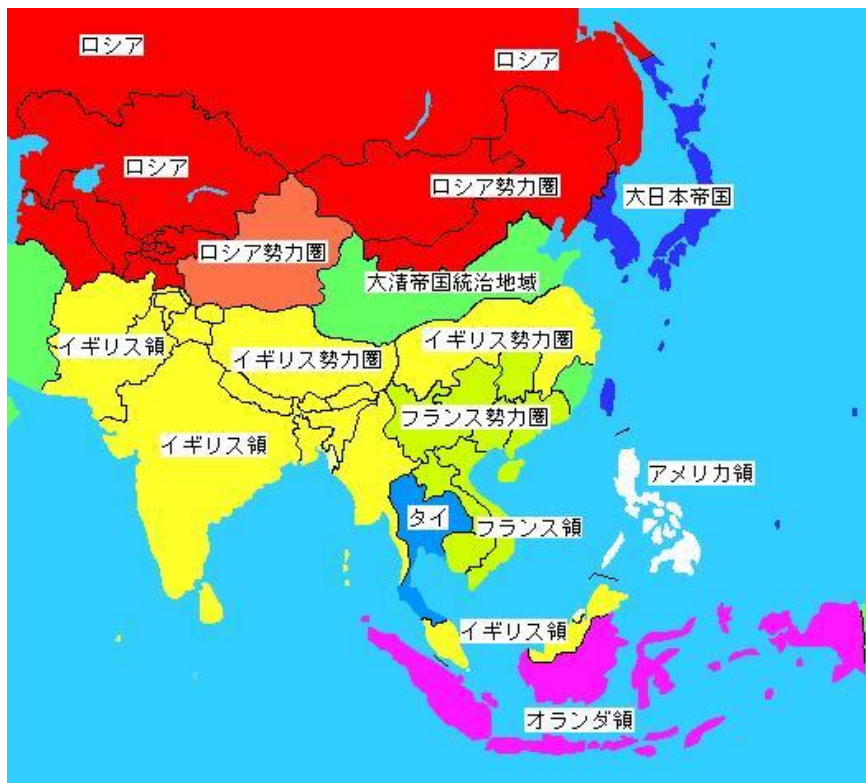 ロシア
ロシア
ロシア
ロシア勢力圏
大日本帝国
ロシア勢力圏
大清帝国統治地域
イギリス領
イギリス勢力圏
イギリス勢力圏
フランス勢力圏
イギリス領
アメリカ領
タイ
フランス領
イギリス領
オランダ領